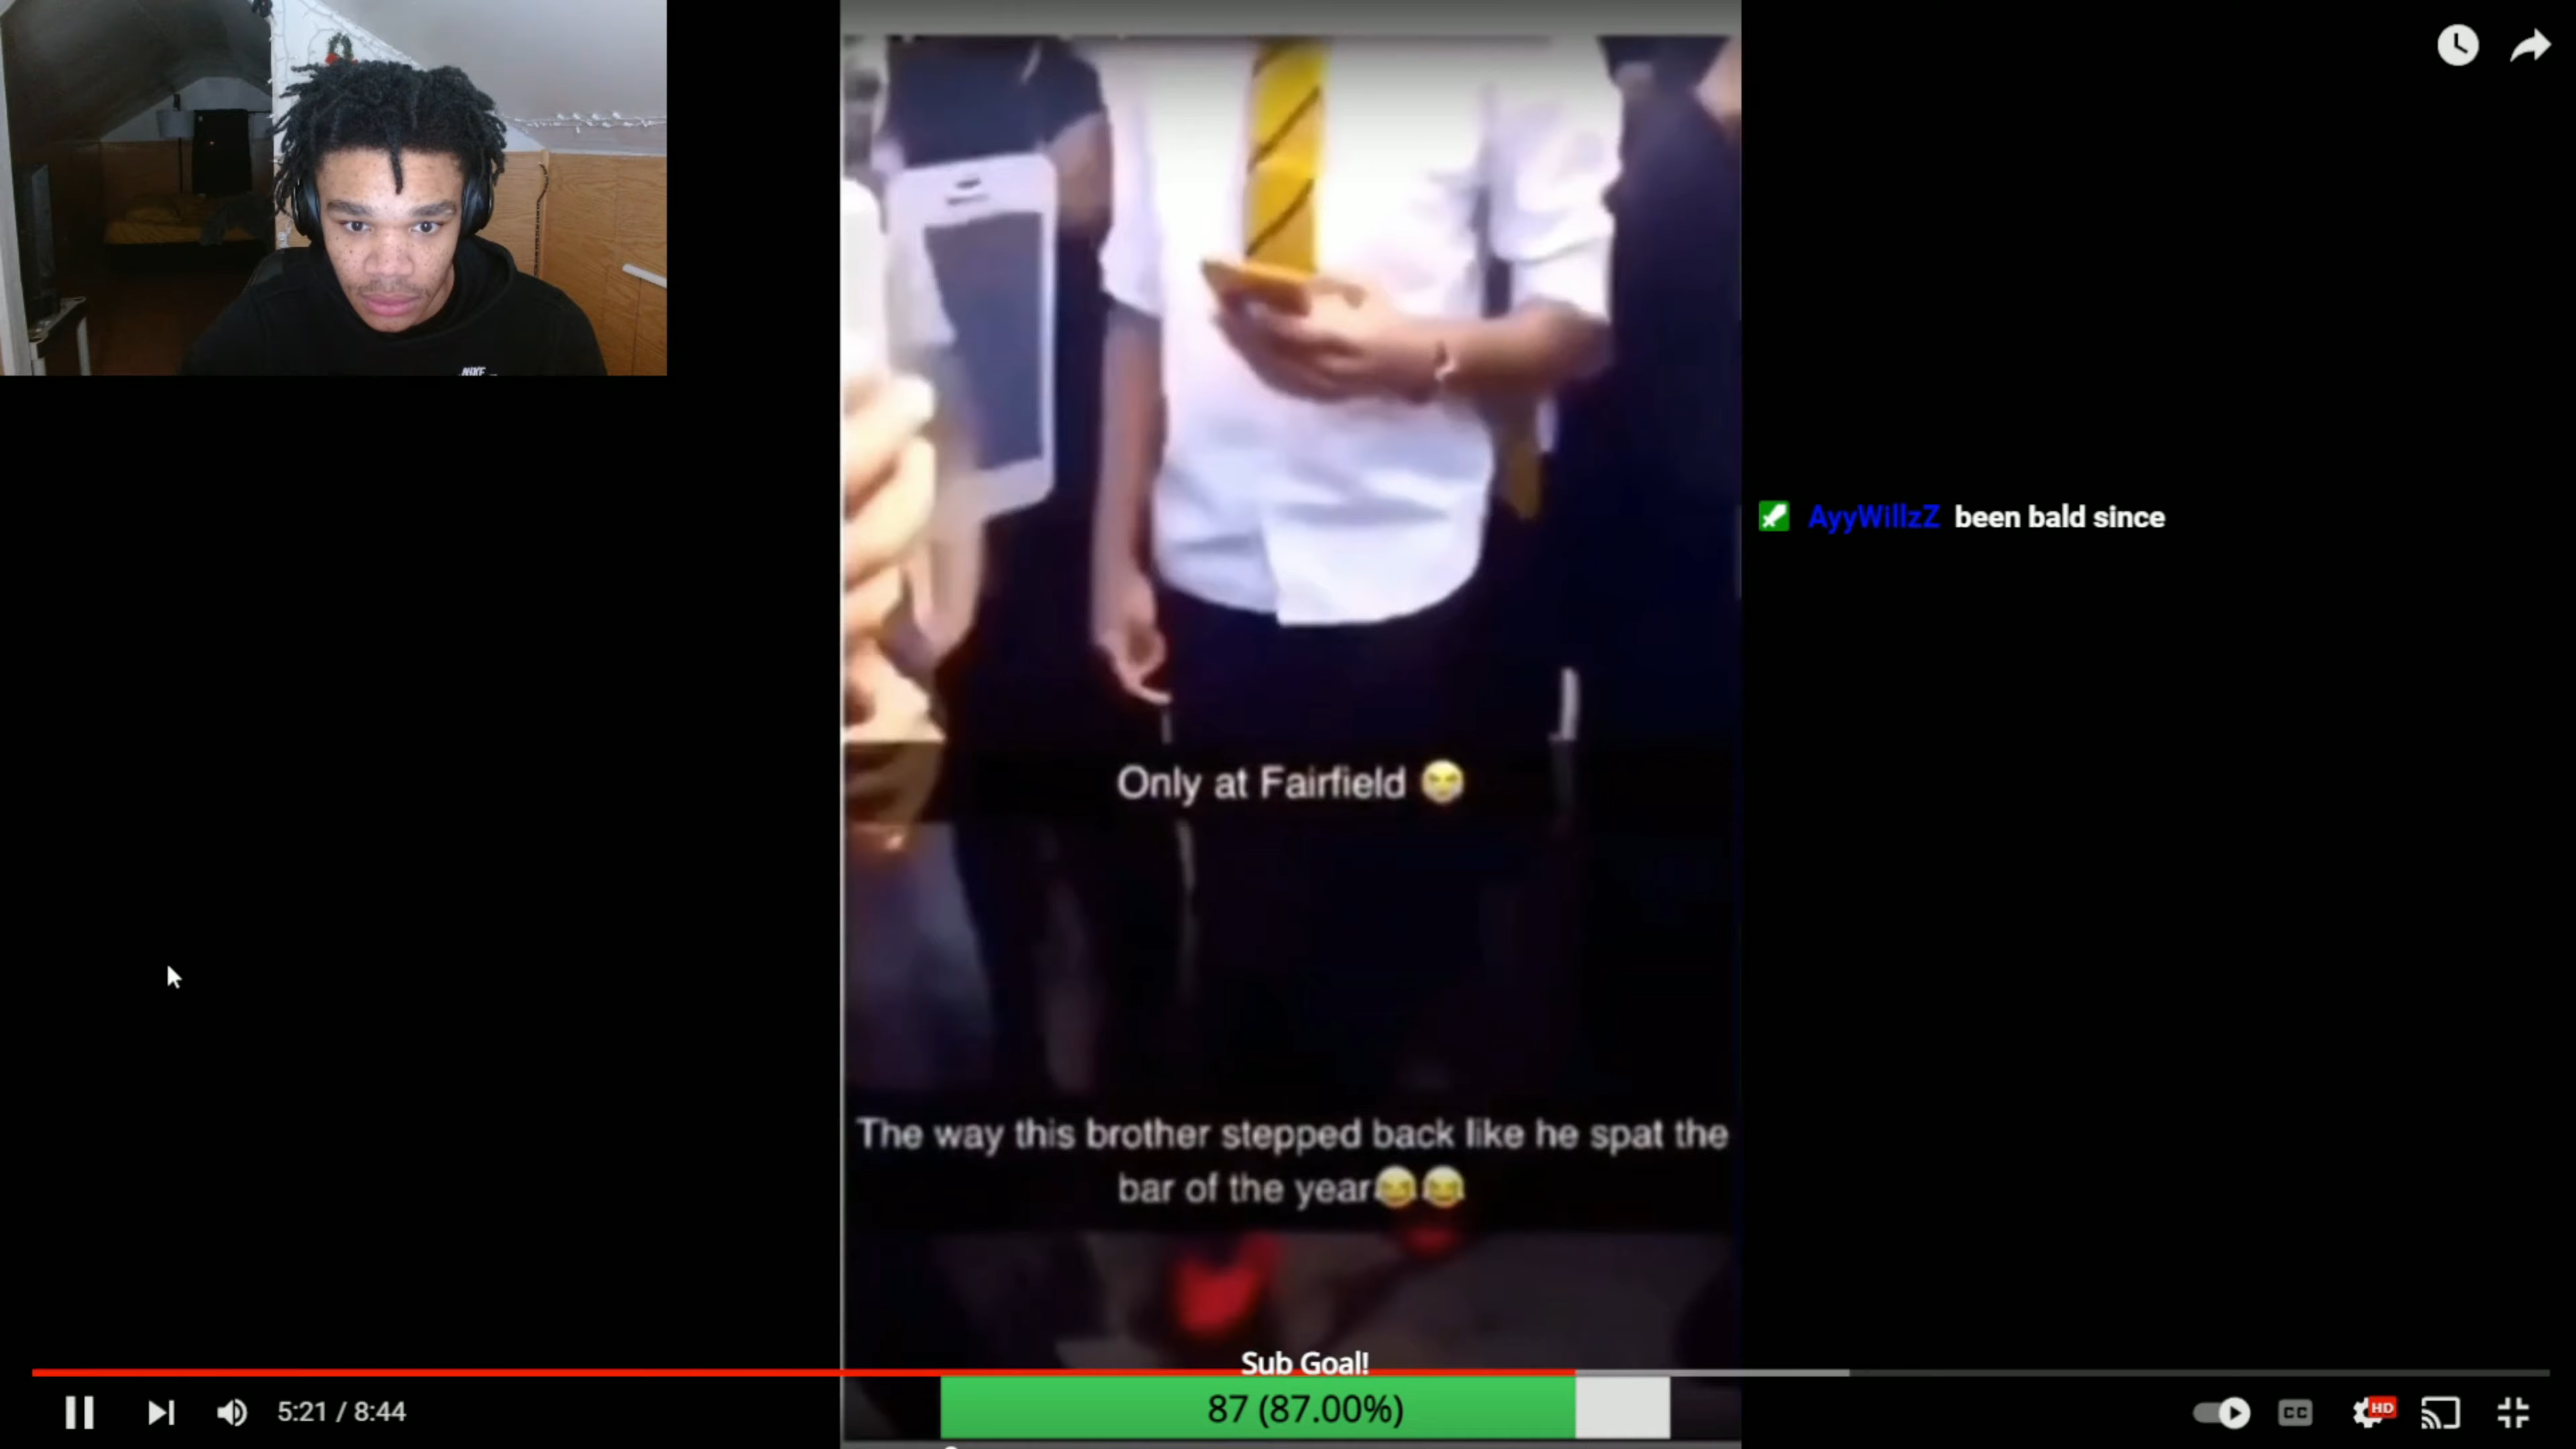 NIKE
AyyWillzZ been bald since
Only at Fairfield 😂
The way this brother stepped back like he spat the
bar of the year😂😂
Sub Goal!
87 (87.00%)
5:21 / 8:44
CC
HD